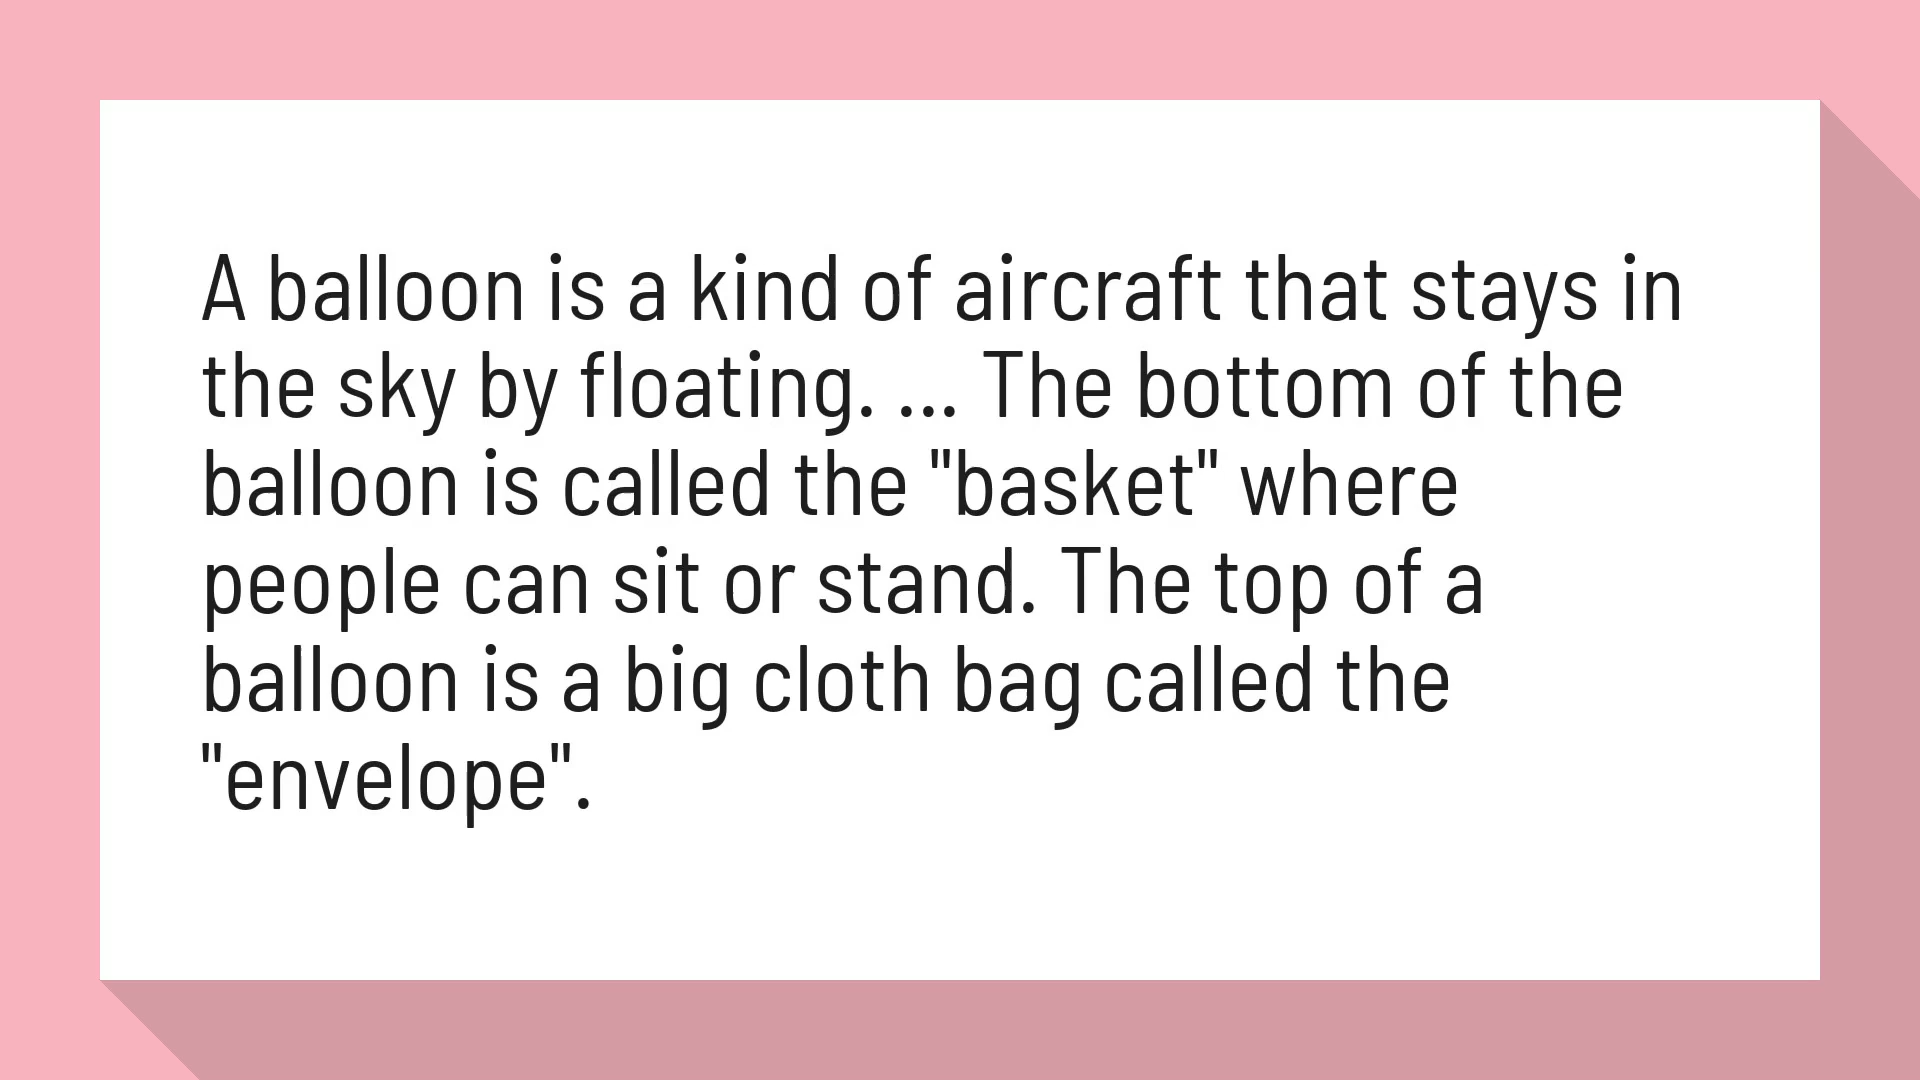 A balloon is a kind of aircraft that stays in
the sky by floating. ... The bottom of the
balloon is called the "basket" where
people can sit or stand. The top of a
balloon is a big cloth bag called the
"envelope".